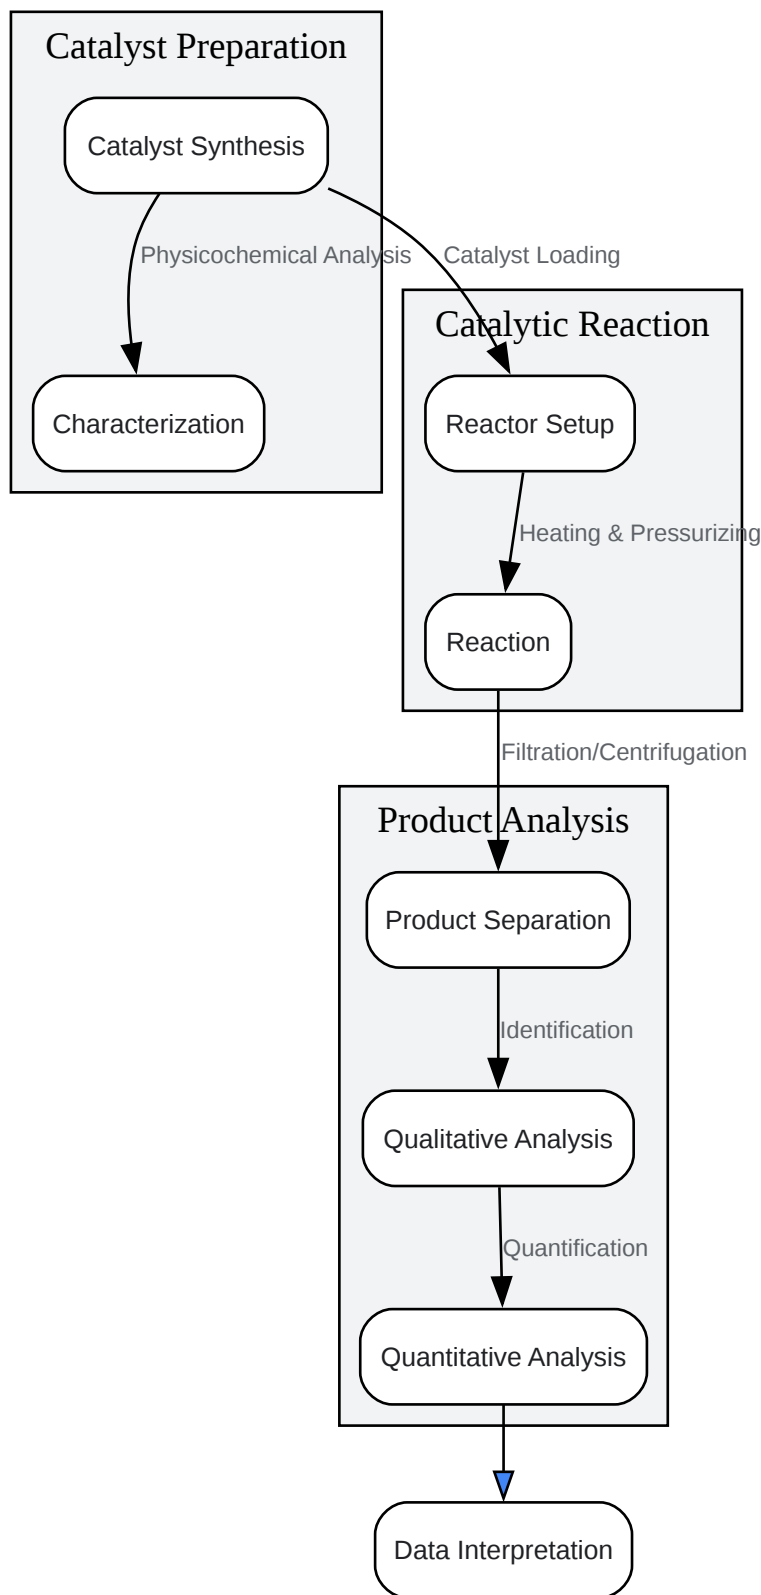 Catalyst Preparation
Catalyst Synthesis
Physicochemical Analysis
Catalyst Loading
Catalytic Reaction
Characterization
Reactor Setup
Heating & Pressurizing
Reaction
Filtration/Centrifugation
Product Analysis
Product Separation
Identification
Qualitative Analysis
Quantification
Quantitative Analysis
Data Interpretation